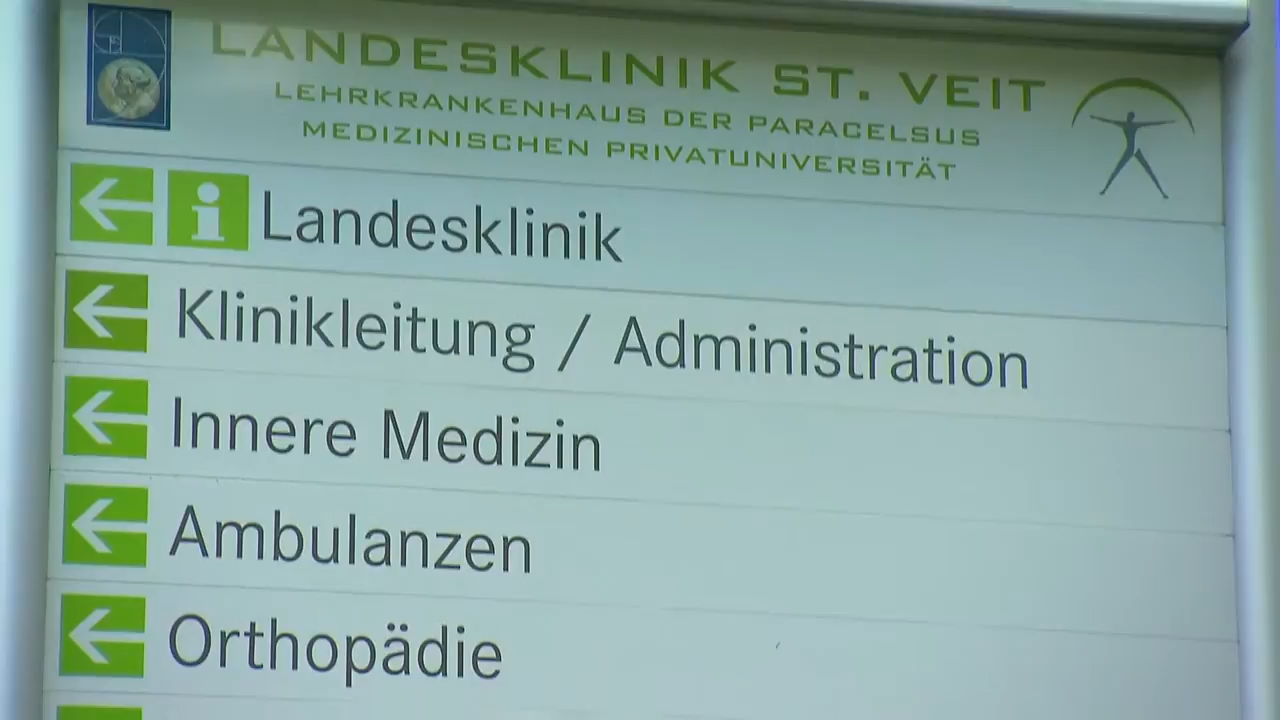 LANDESKLINIK ST. VEIT
LEHRKRANKENHAUS DER PARACELSUS
MEDIZINISCHEN PRIVATUNIVERSITÄT
i Landesklinik
Klinikleitung / Administration
Innere Medizin
Ambulanzen
Orthopädie